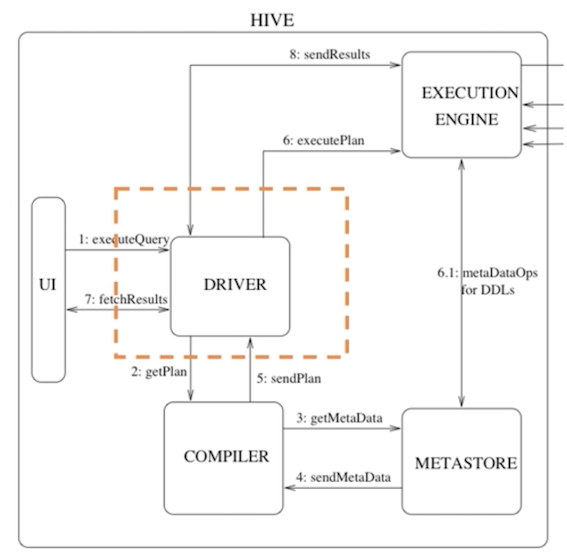 HIVE
8: sendResults
EXECUTION
ENGINE
6: executePlan
1: executeQuery
UI
DRIVER
6.1: metaDataOps
for DDLs
7: fetchResults
2: getPlan
5: sendPlan
3: getMetaData
COMPILER
METASTORE
4: sendMetaData